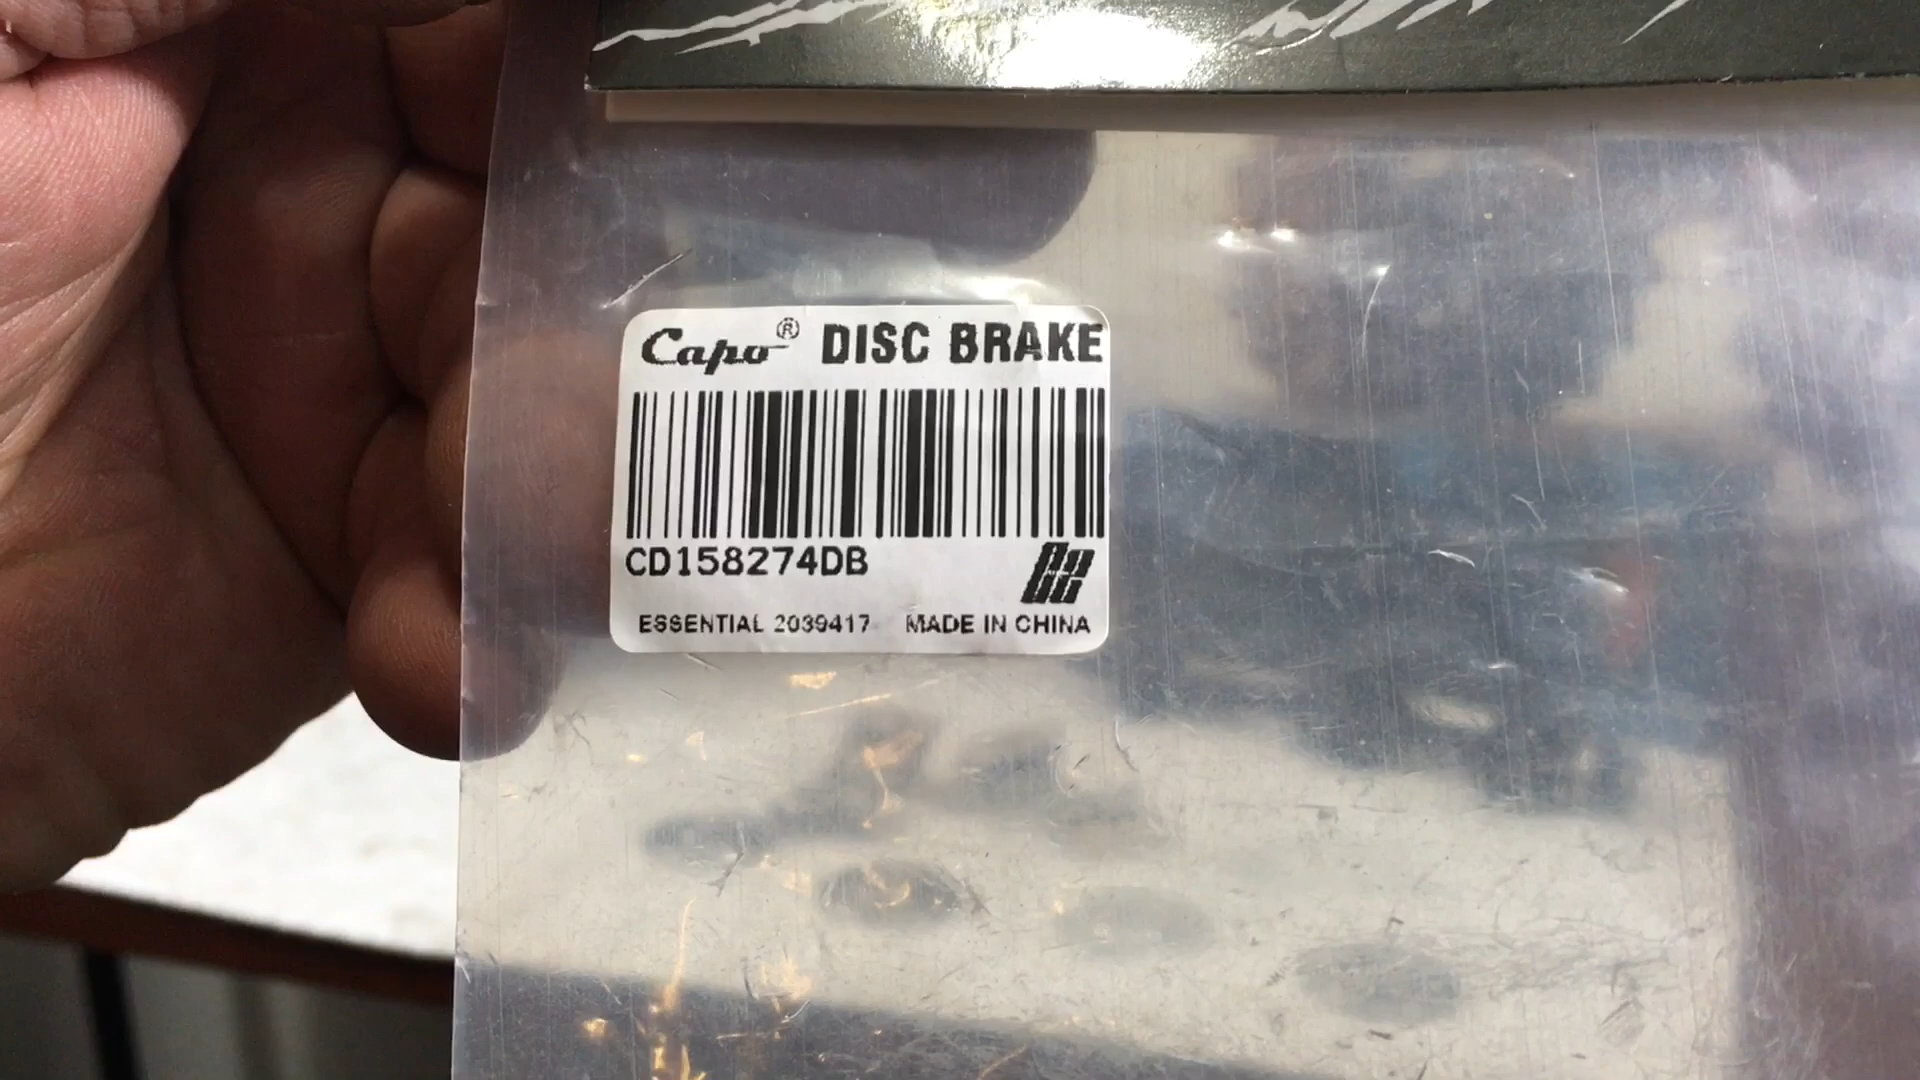 Capo® DISC BRAKE
CD158274DB
ESSENTIAL 2039417 MADE IN CHINA